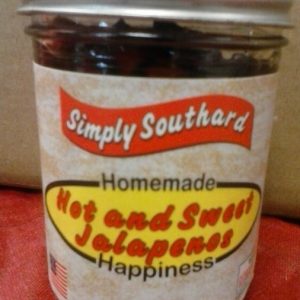 Simply Southard
Homemade
Hot and Sweet
Jalapenos
Happiness